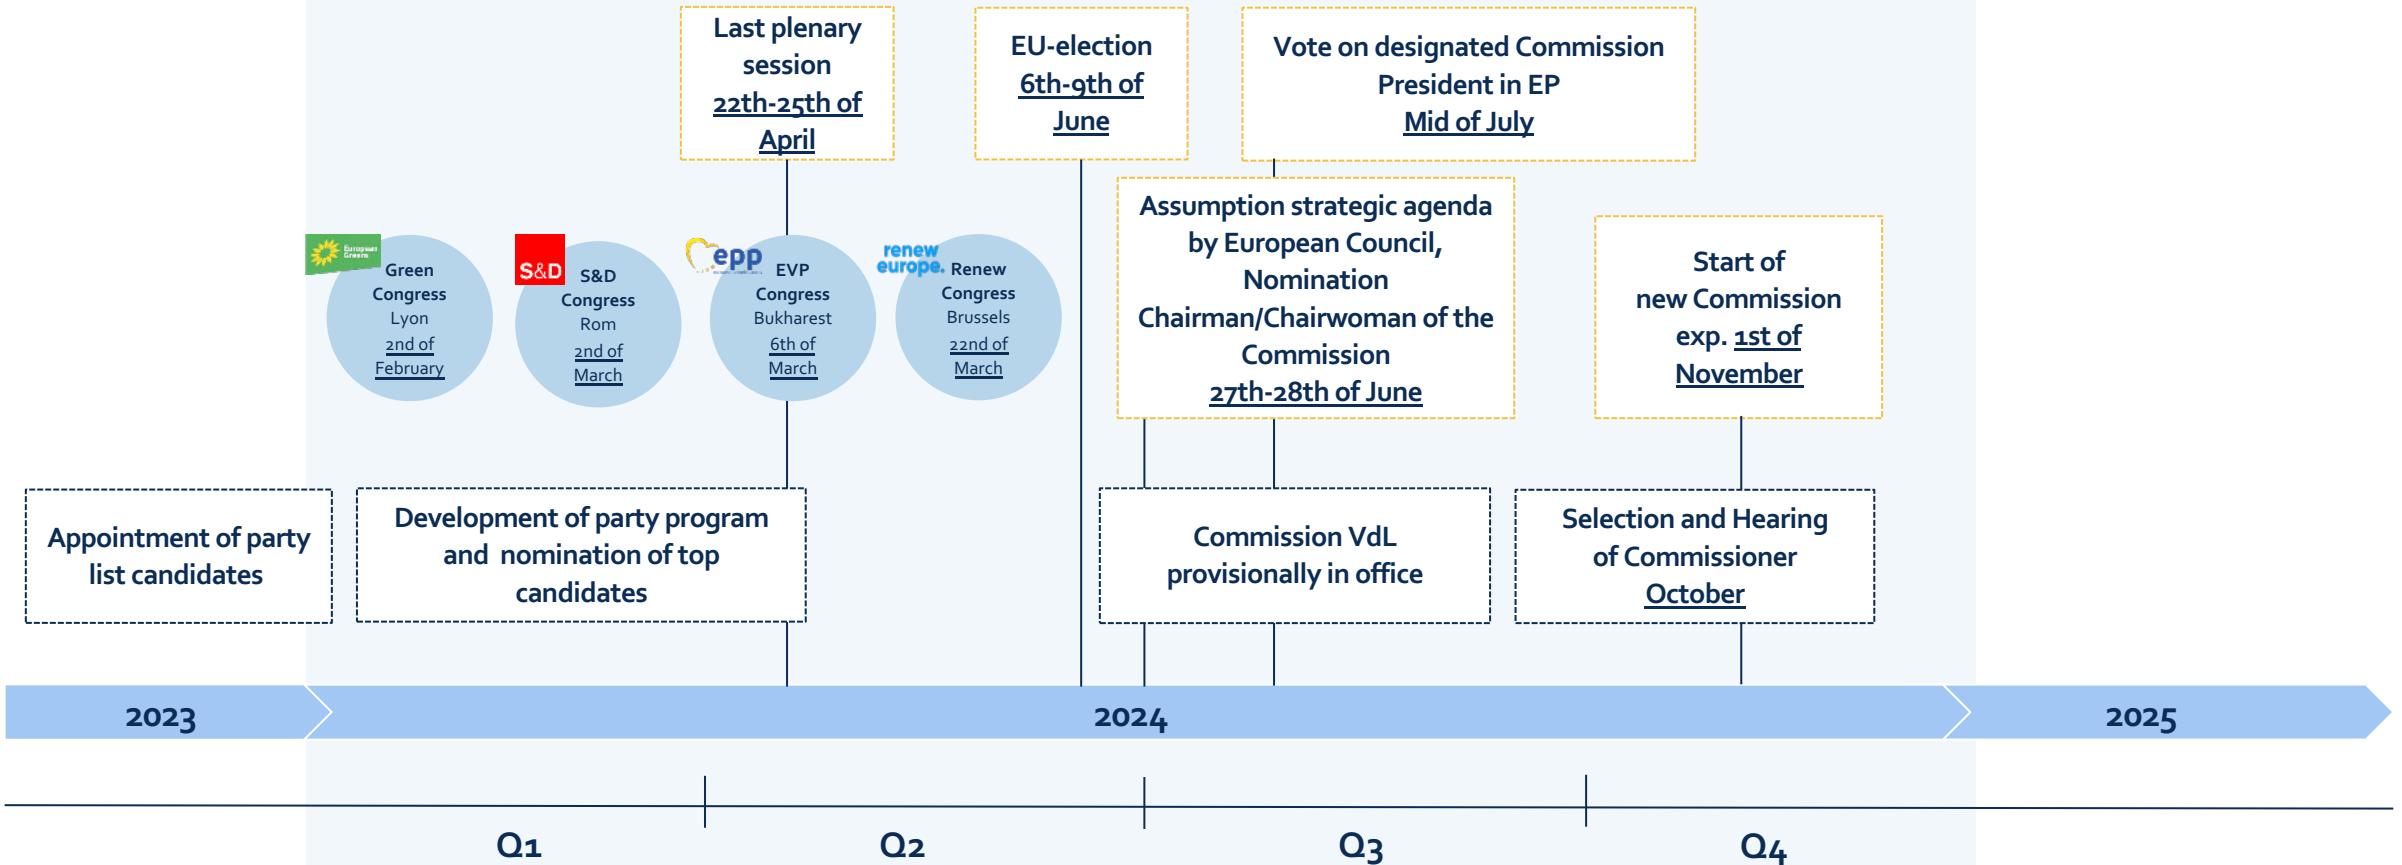 Last plenary
session
22th-25th of
April
EU-election
6th-9th of
June
Vote on designated Commission
President in EP
Mid of July
European
Greens
Green
Congress
Lyon
2nd of
February
S&D
S&D
Congress
Rom
2nd of
March
epp
EVP
Congress
Bukharest
6th of
March
renew
europe.
Renew
Congress
Brussels
22nd of
March
Assumption strategic agenda
by European Council,
Nomination
Chairman/Chairwoman of the
Commission
27th-28th of June
Start of
new Commission
exp. 1st of
November
Appointment of party
list candidates
Development of party program
and nomination of top
candidates
Commission VdL
provisionally in office
Selection and Hearing
of Commissioner
October
2023
2024
2025
Q1
Q2
Q3
Q4